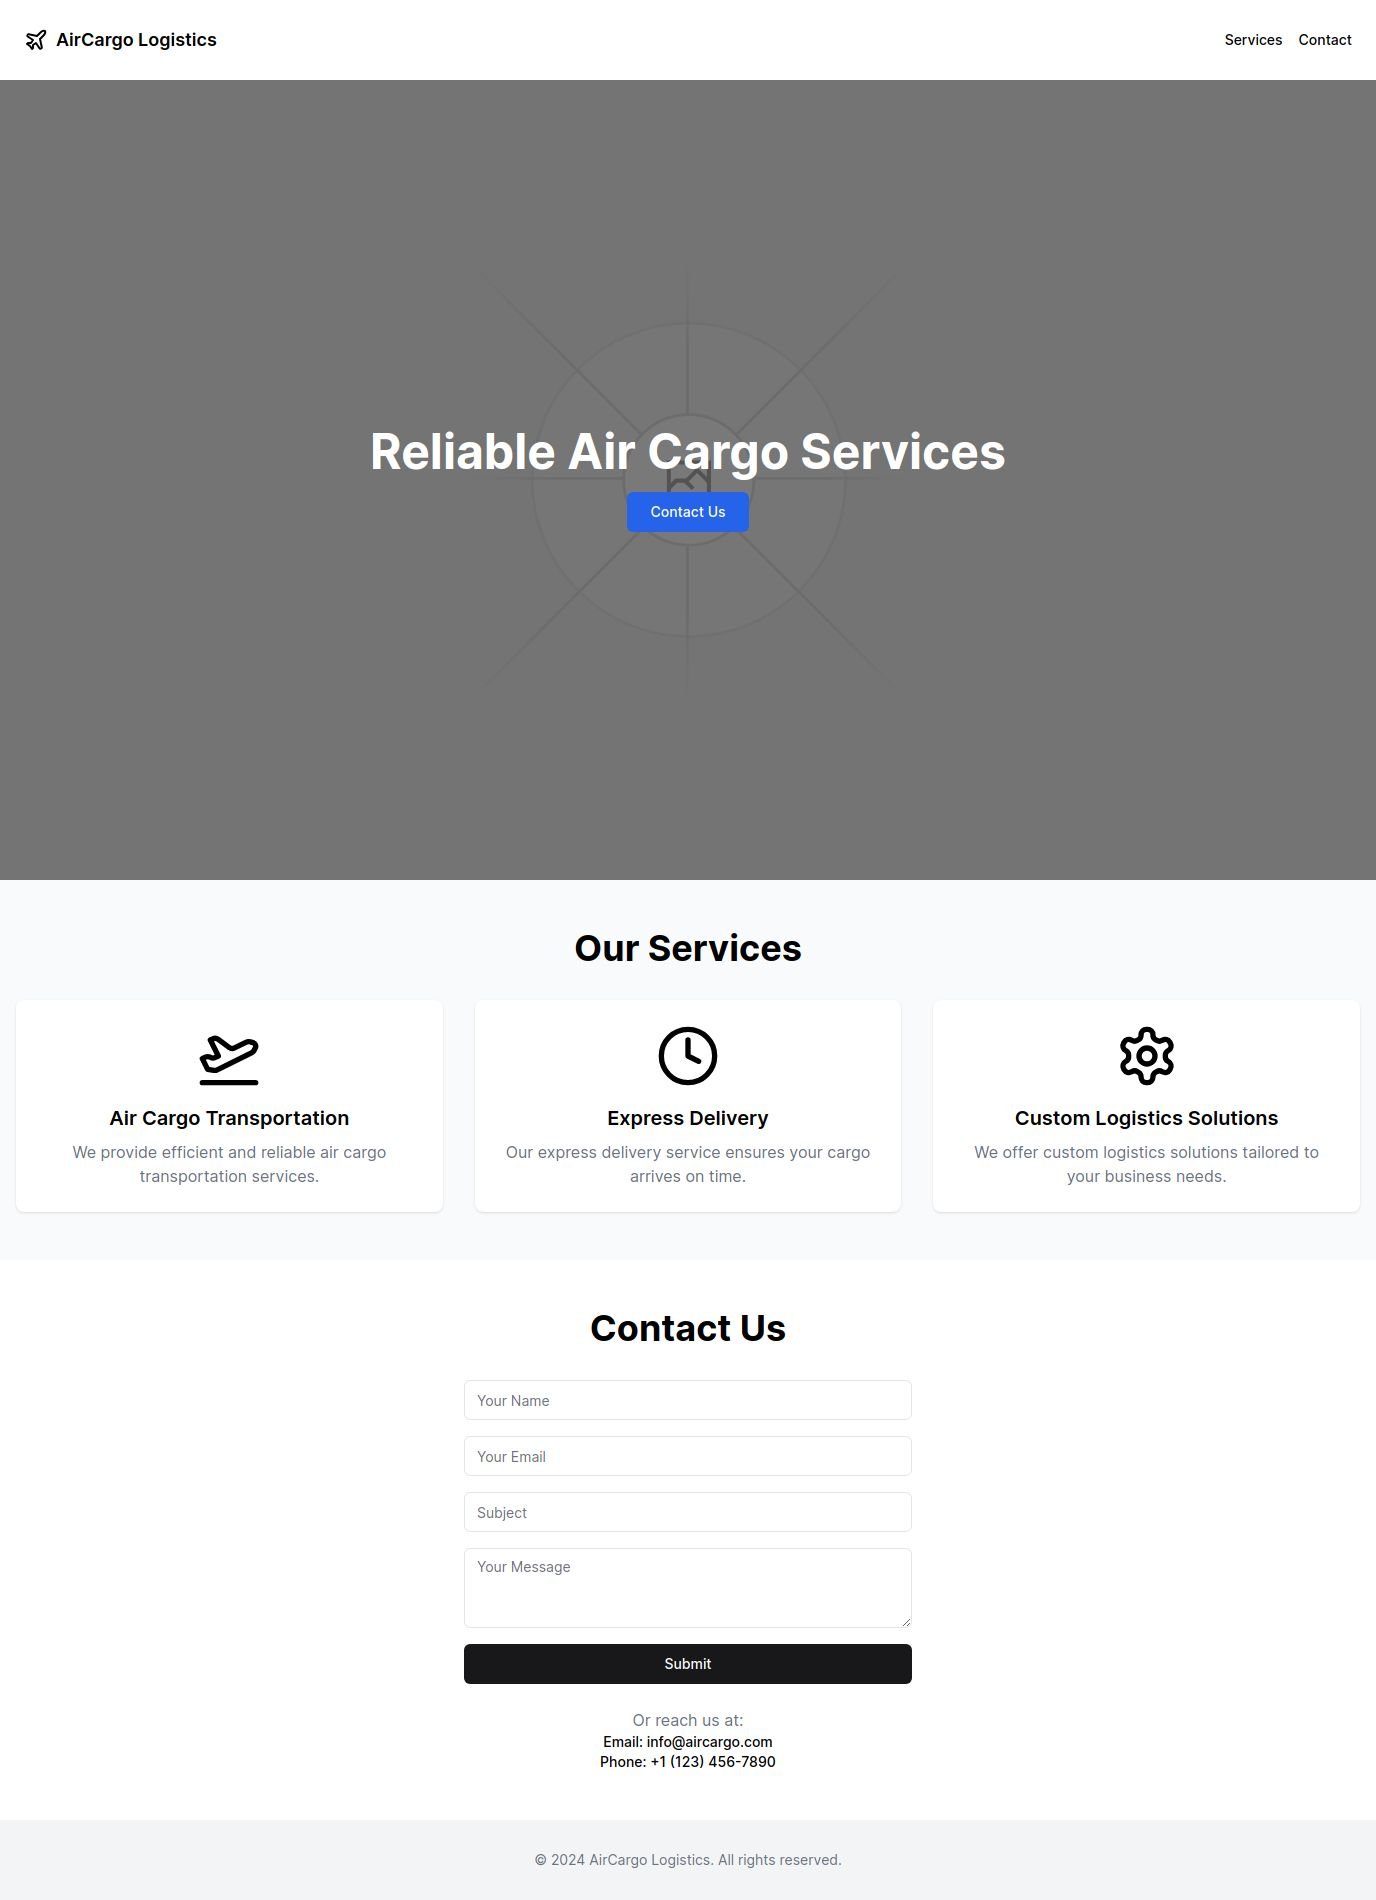 AirCargo Logistics
Services
Contact
Reliable Air Cargo Services
Contact Us
Our Services
Air Cargo Transportation
We provide efficient and reliable air cargo
transportation services.
Express Delivery
Our express delivery service ensures your cargo
arrives on time.
Custom Logistics Solutions
We offer custom logistics solutions tailored to
your business needs.
Contact Us
Your Name
Your Email
Subject
Your Message
Submit
Or reach us at:
Email: info@aircargo.com
Phone: +1 (123) 456-7890
© 2024 AirCargo Logistics. All rights reserved.